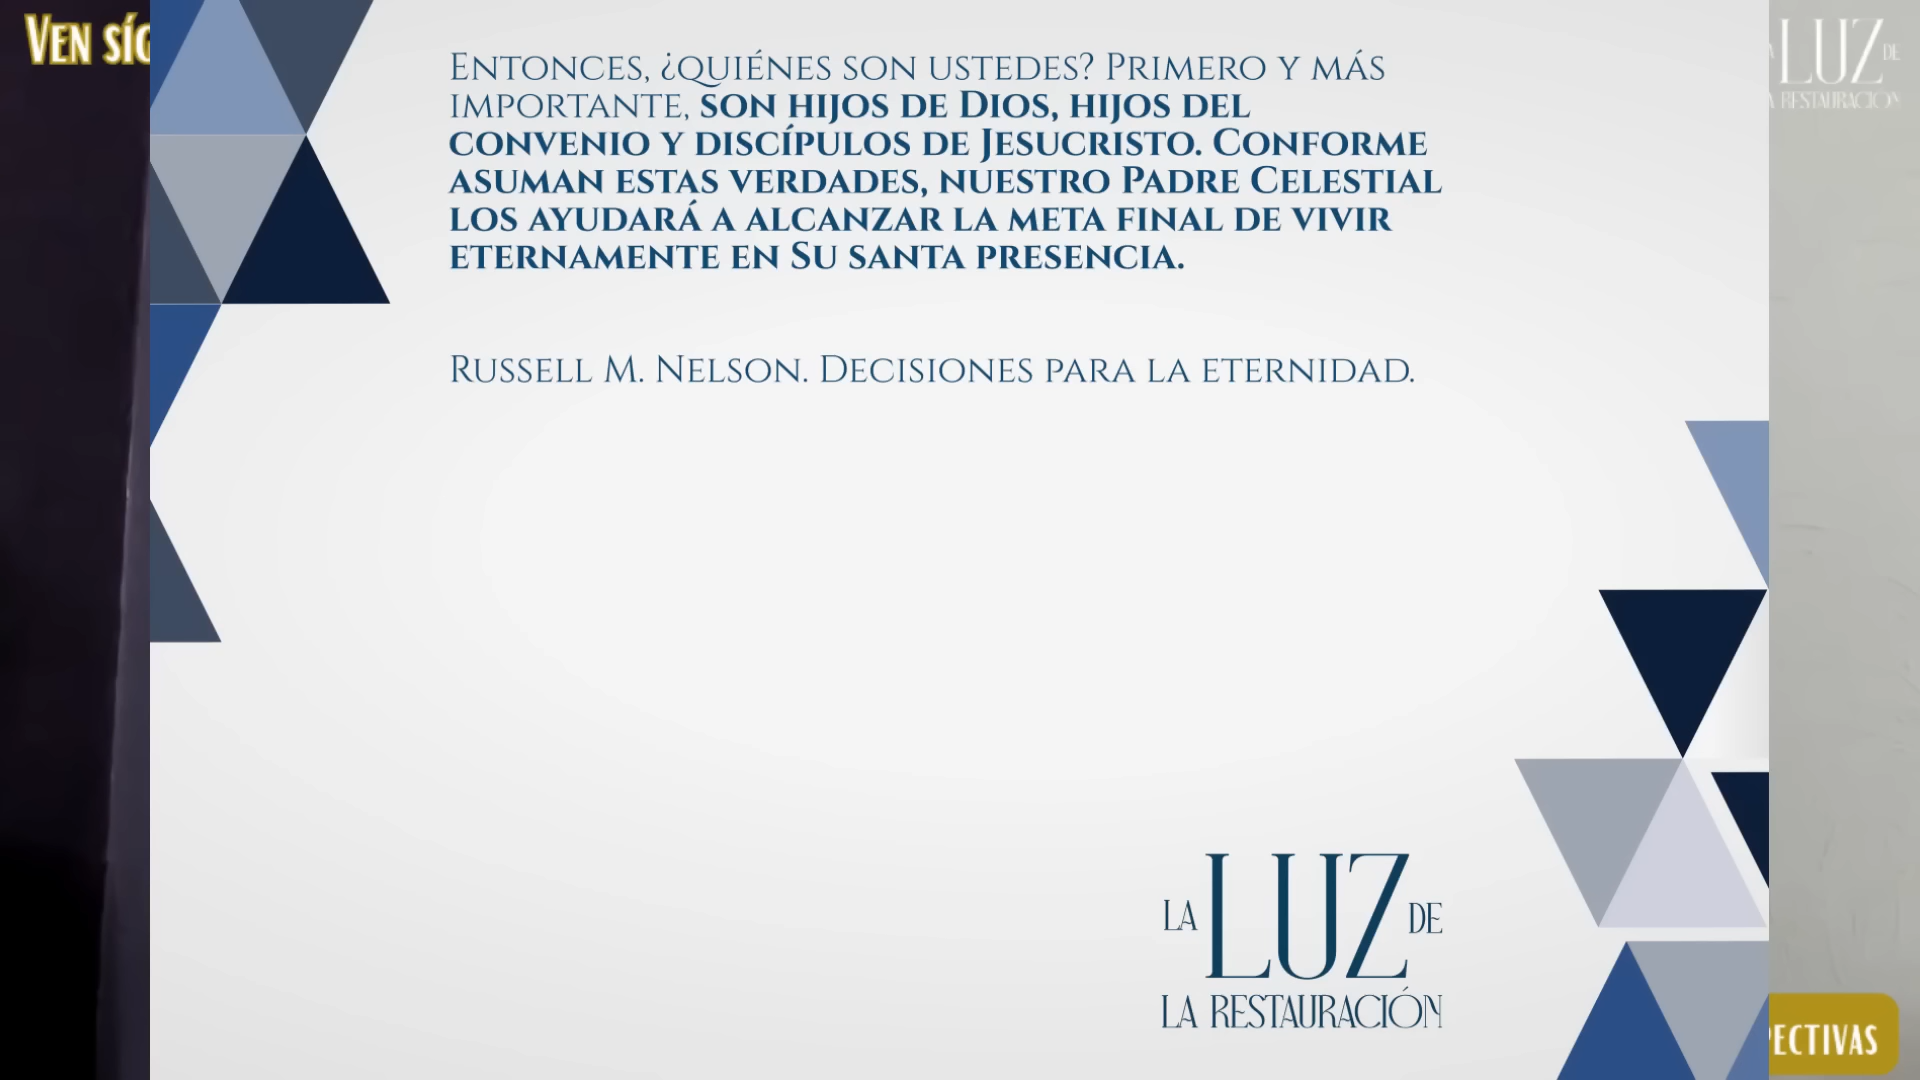 Ven síg
Entonces, ¿quiénes son ustedes? Primero y más
importante, son hijos de Dios, hijos del
convenio y discípulos de Jesucristo. Conforme
asuman estas verdades, nuestro Padre Celestial
los ayudará a alcanzar la meta final de vivir
eternamente en Su santa presencia.
Russell M. Nelson. Decisiones para la eternidad.
LA LUZ DE
LA RESTAURACIÓN
LUZ DE
LA RESTAURACIÓN
PECTIVAS